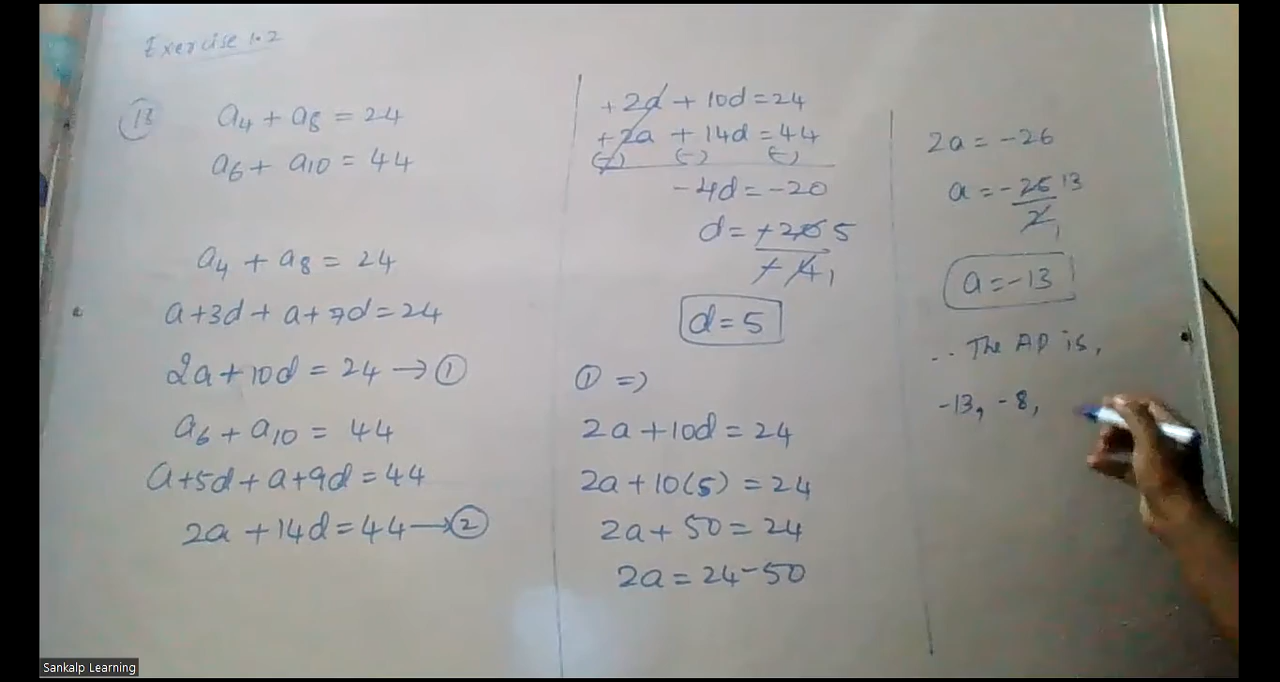 Exercise 1.2
18 a4 + a8 = 24
a6 + a10 = 44
a4 + a8 = 24
a+3d + a+7d = 24
2a + 10d = 24 → ①
a6 + a10 = 44
a+5d + a+9d = 44
2a + 14d = 44 → ②
+2a + 10d = 24
+2a + 14d = 44
(-) (-) (-)
-4d = -20
d = +20 5
+4 1
d = 5
① =>
2a + 10d = 24
2a + 10(5) = 24
2a + 50 = 24
2a = 24 - 50
2a = -26
a = -26 13
2 1
a = -13
.. The AP is,
-13, -8,
Sankalp Learning